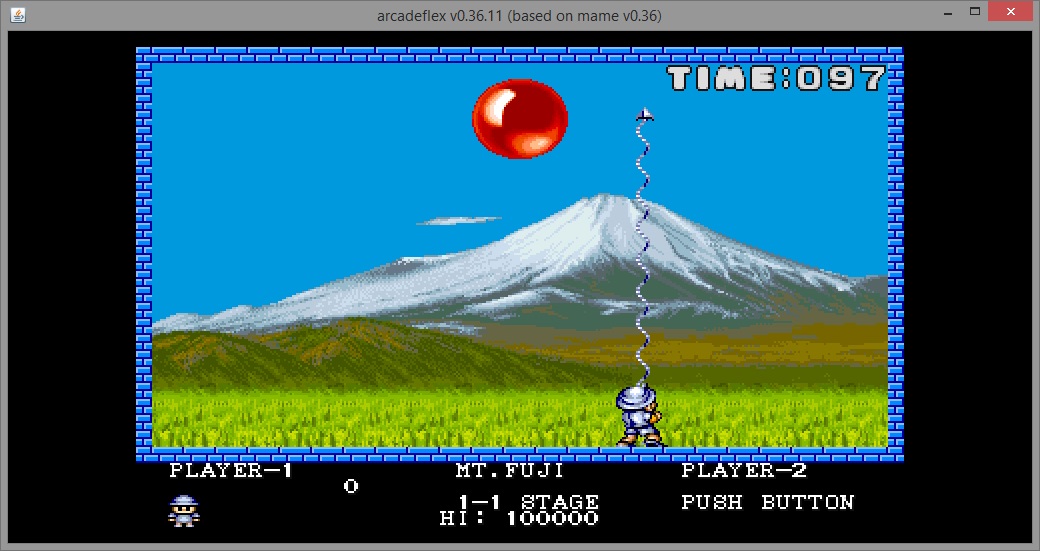 arcadeflex v0.36.11 (based on mame v0.36)
TIME:097
PLAYER-1 MT.FUJI PLAYER-2
0
1-1 STAGE PUSH BUTTON
HI: 100000